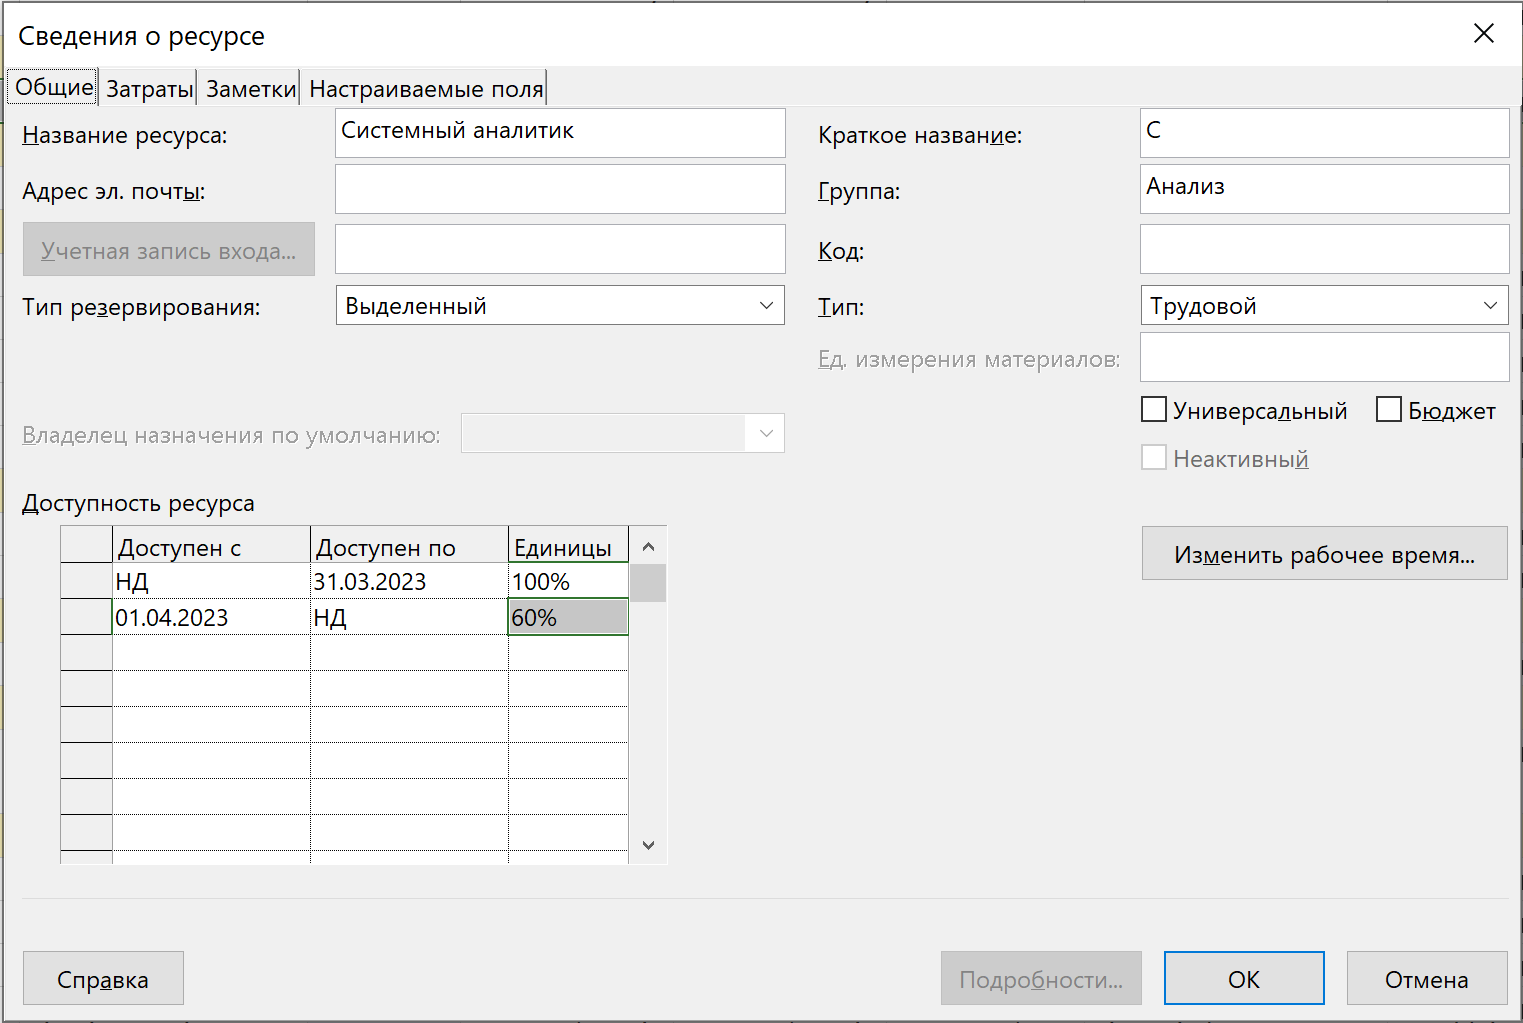 Сведения о ресурсе
Общие Затраты Заметки Настраиваемые поля
Название ресурса: Системный аналитик Краткое название: С
Адрес эл. почты: Группа: Анализ
Учетная запись входа... Код:
Тип резервирования: Выделенный Тип: Трудовой
Ед. измерения материалов:
Универсальный Бюджет
Владелец назначения по умолчанию:
Неактивный
Доступность ресурса
Доступен с Доступен по Единицы
Изменить рабочее время...
НД 31.03.2023 100%
01.04.2023 НД 60%
Справка Подробности... ОК Отмена